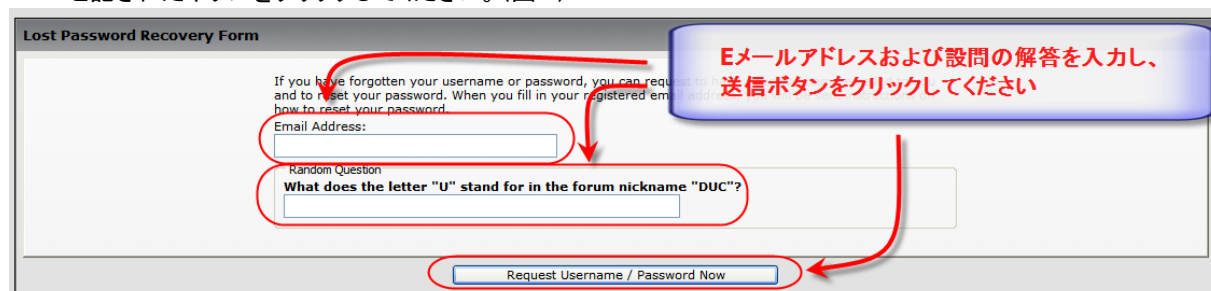 Lost Password Recovery Form
Eメールアドレスおよび設問の解答を入力し、
送信ボタンをクリックしてください
If you have forgotten your username or password, you can request to
and to reset your password. When you fill in your registered email
how to reset your password.
Email Address:
Random Question
What does the letter "U" stand for in the forum nickname "DUC"?
Request Username / Password Now